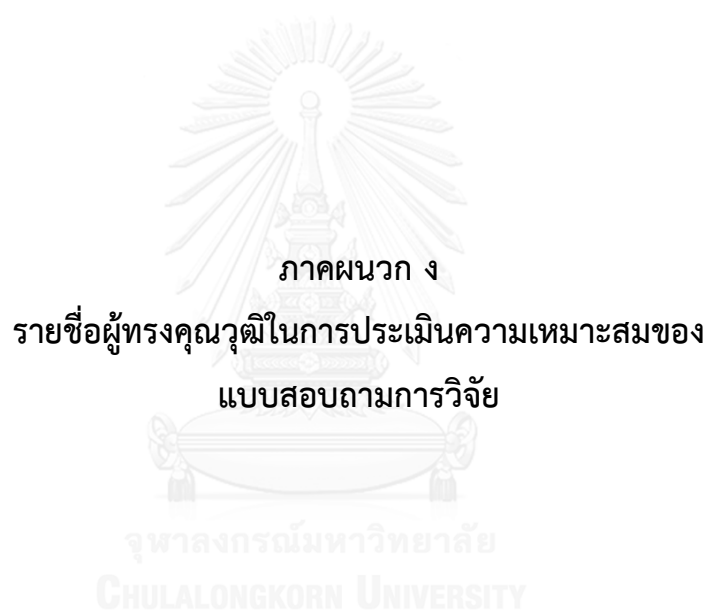 ภาคผนวก ง
รายชื่อผู้ทรงคุณวุฒิในการประเมินความเหมาะสมของ
แบบสอบถามการวิจัย
จุฬาลงกรณ์มหาวิทยาลัย
CHULALONGKORN UNIVERSITY